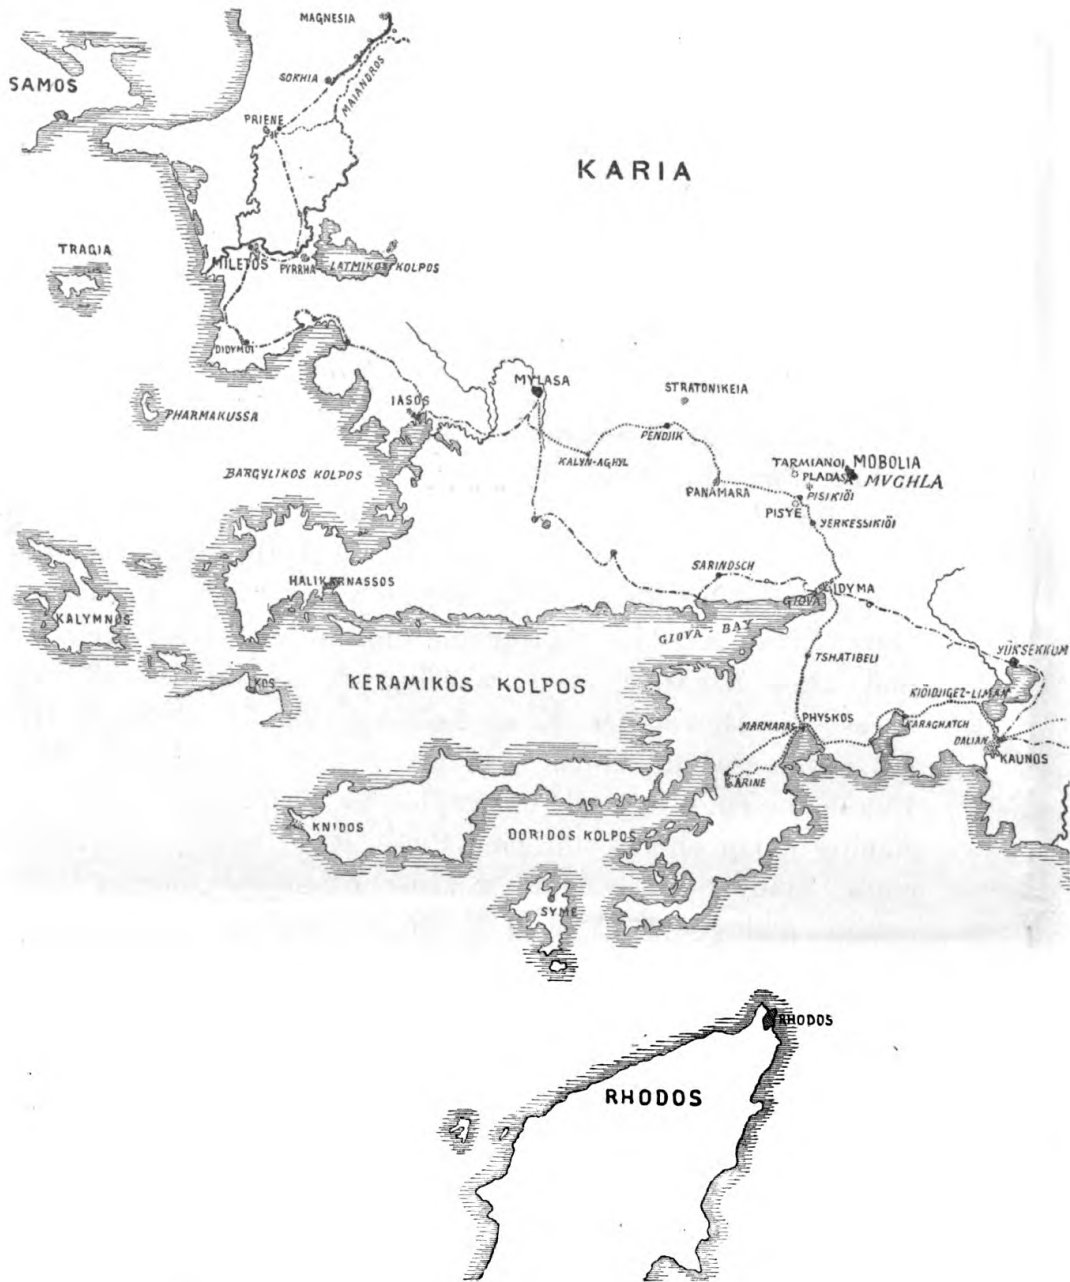 MAGNESIA
SOKHIA
MAIANDROS
SAMOS
PRIENE
KARIA
TRAGIA
MILETOS
PYRRHA
LATMIKOS KOLPOS
DIDYMOI
MYLASA
STRATONIKEIA
IASOS
PHARMAKUSSA
PENDJIK
KALYN-AGHYL
TARMIANOI
MOBOLIA
PLADASA
MVGHLA
BARGYLIKOS KOLPOS
PANAMARA
PISIKIÖI
PISYE
YERKESSIKIÖI
SARINDSCH
HALIKARNASSOS
IDYMA
GIOVA
KALYMNOS
GIOVA-BAY
TSHATIBELI
YÜKSEKKUM
KOS
KERAMIKOS KOLPOS
KIÖIDJIGEZ-LIMAN
MARMARAS
PHYSKOS
KARAGHATCH
DALIAN
KAUNOS
KNIDOS
DORIDOS KOLPOS
SYME
RHODOS
RHODOS